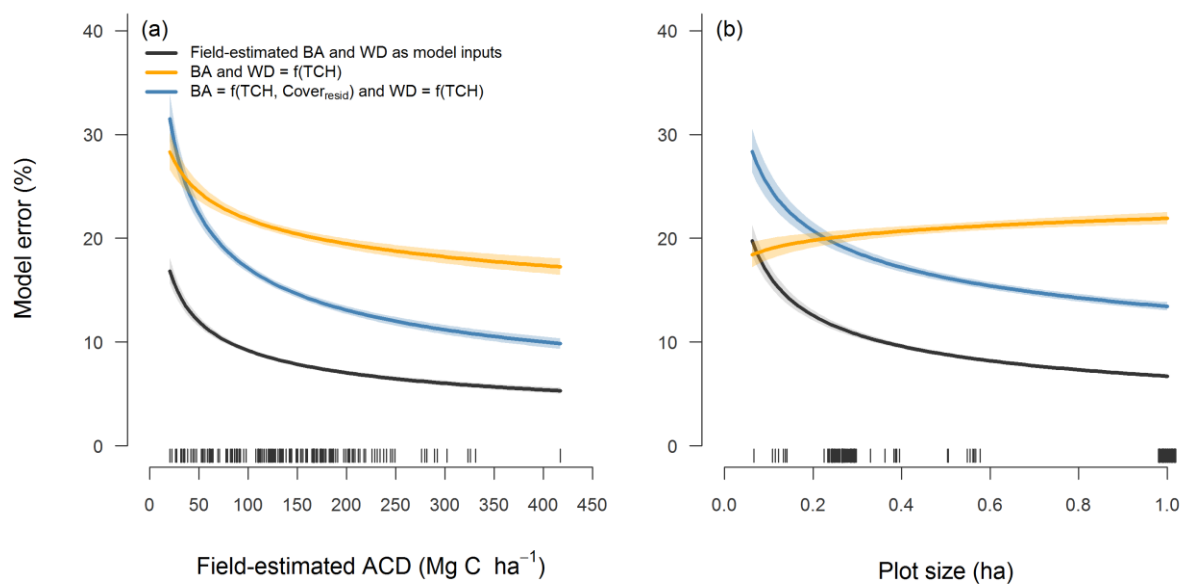 (a)
Field-estimated BA and WD as model inputs
BA and WD = f(TCH)
BA = f(TCH, Cover_resid) and WD = f(TCH)
Model error (%)
40
30
20
10
0
0 50 100 150 200 250 300 350 400 450
Field-estimated ACD (Mg C ha⁻¹)
(b)
40
30
20
10
0
0.0 0.2 0.4 0.6 0.8 1.0
Plot size (ha)